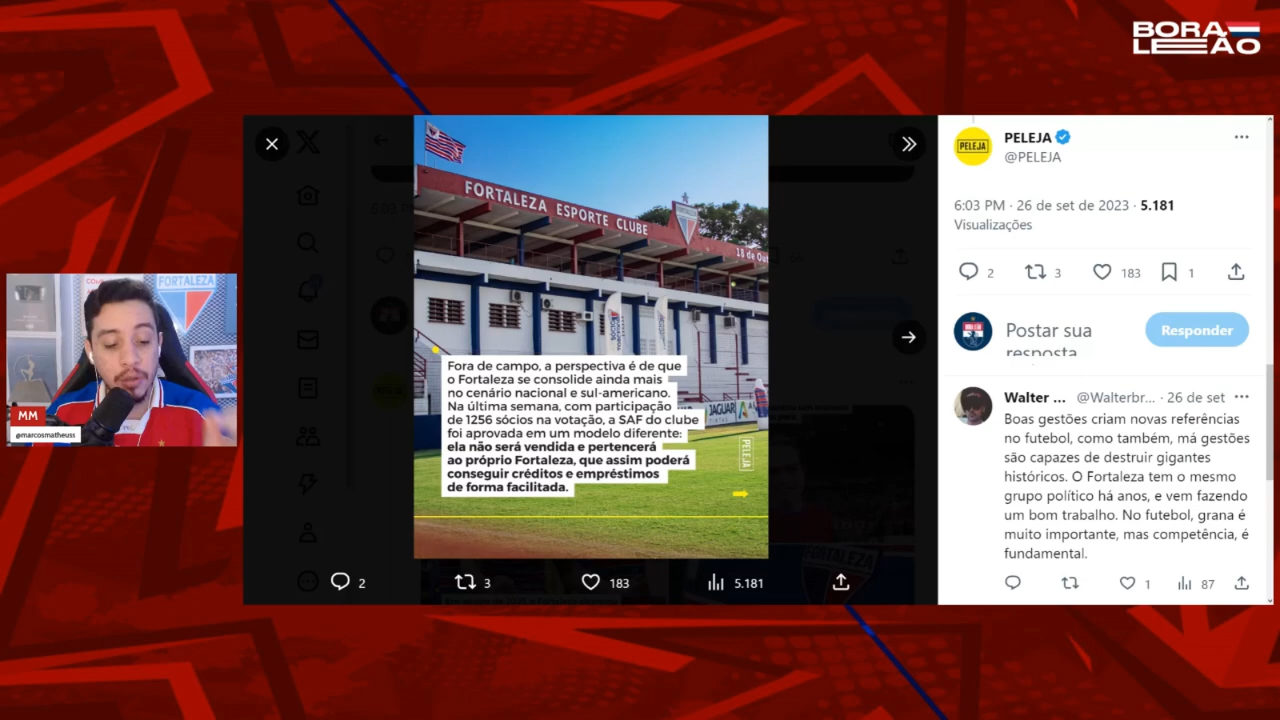 BORA
LEÃO
FORTALEZA
MM
@marcosmatheuss
FORTALEZA ESPORTE CLUBE
18 de Out
Fora de campo, a perspectiva é de que
o Fortaleza se consolide ainda mais
no cenário nacional e sul-americano.
Na última semana, com participação
de 1256 sócios na votação, a SAF do clube
foi aprovada em um modelo diferente:
ela não será vendida e pertencerá
ao próprio Fortaleza, que assim poderá
conseguir créditos e empréstimos
de forma facilitada.
JAGUAR
PELEJA
2
3
183
5.181
PELEJA
PELEJA
@PELEJA
6:03 PM · 26 de set de 2023 · 5.181
Visualizações
2
3
183
1
Postar sua
resposta
Responder
Walter ... @Walterbr... · 26 de set
Boas gestões criam novas referências
no futebol, como também, má gestões
são capazes de destruir gigantes
históricos. O Fortaleza tem o mesmo
grupo político há anos, e vem fazendo
um bom trabalho. No futebol, grana é
muito importante, mas competência, é
fundamental.
1
87